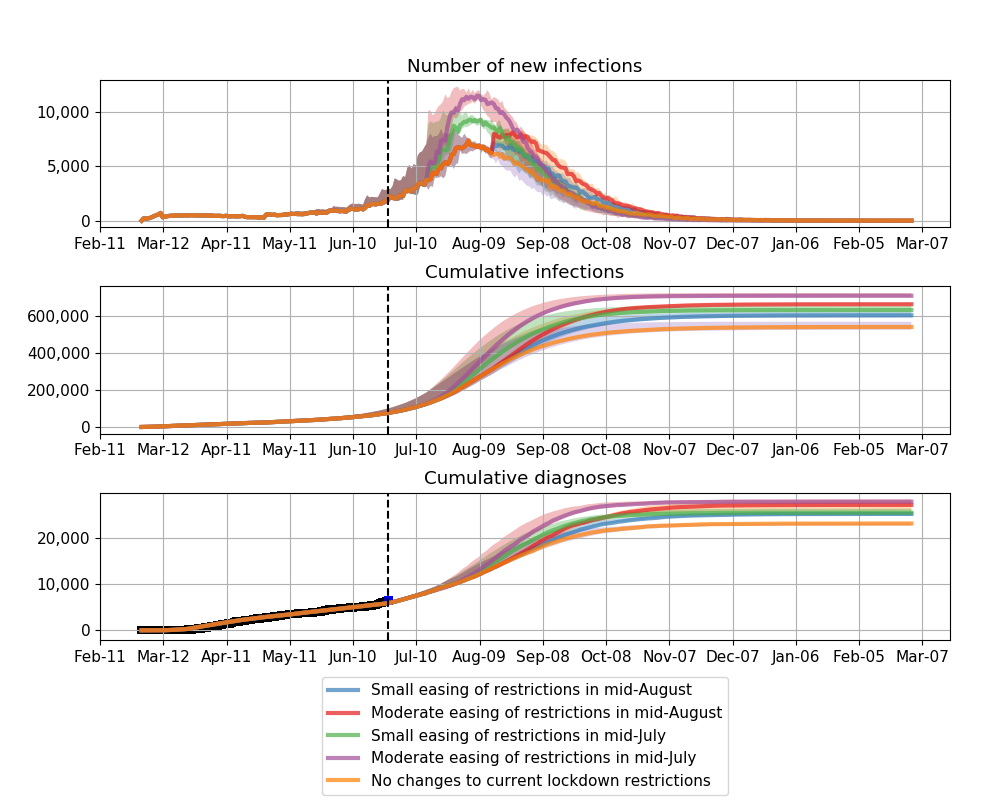 Number of new infections
10,000
5,000
0
Feb-11 Mar-12 Apr-11 May-11 Jun-10 Jul-10 Aug-09 Sep-08 Oct-08 Nov-07 Dec-07 Jan-06 Feb-05 Mar-07
Cumulative infections
600,000
400,000
200,000
0
Feb-11 Mar-12 Apr-11 May-11 Jun-10 Jul-10 Aug-09 Sep-08 Oct-08 Nov-07 Dec-07 Jan-06 Feb-05 Mar-07
Cumulative diagnoses
20,000
10,000
0
Feb-11 Mar-12 Apr-11 May-11 Jun-10 Jul-10 Aug-09 Sep-08 Oct-08 Nov-07 Dec-07 Jan-06 Feb-05 Mar-07
Small easing of restrictions in mid-August
Moderate easing of restrictions in mid-August
Small easing of restrictions in mid-July
Moderate easing of restrictions in mid-July
No changes to current lockdown restrictions